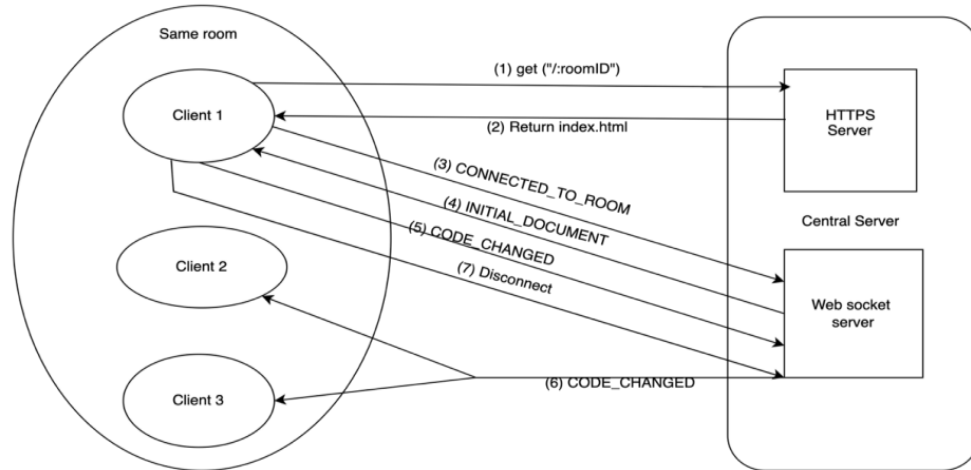 Same room
(1) get ("/:roomID")
Client 1
(2) Return index.html
HTTPS
Server
(3) CONNECTED_TO_ROOM
(4) INITIAL_DOCUMENT
(5) CODE_CHANGED
(7) Disconnect
Central Server
Client 2
Web socket
server
(6) CODE_CHANGED
Client 3